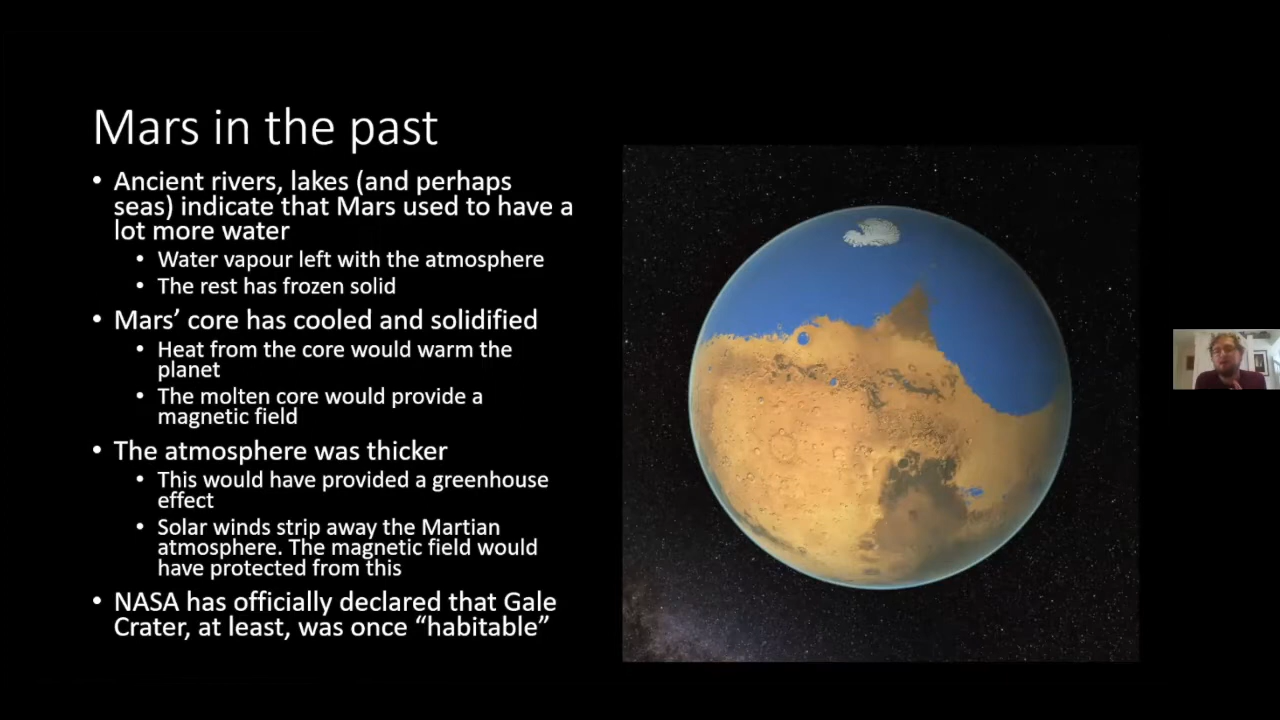 Mars in the past
• Ancient rivers, lakes (and perhaps
seas) indicate that Mars used to have a
lot more water
• Water vapour left with the atmosphere
• The rest has frozen solid
• Mars’ core has cooled and solidified
• Heat from the core would warm the
planet
• The molten core would provide a
magnetic field
• The atmosphere was thicker
• This would have provided a greenhouse
effect
• Solar winds strip away the Martian
atmosphere. The magnetic field would
have protected from this
• NASA has officially declared that Gale
Crater, at least, was once “habitable”